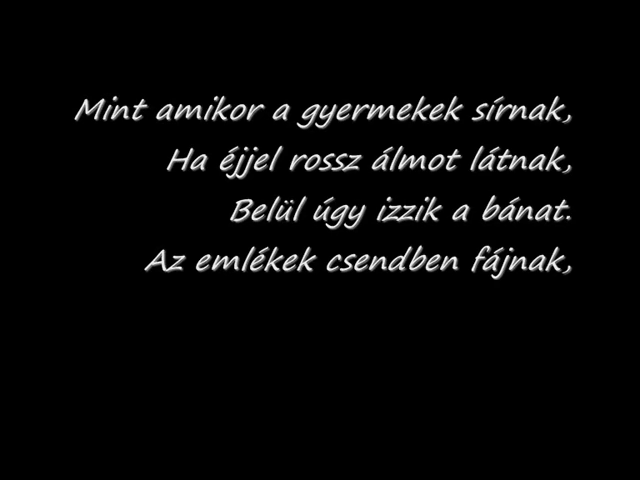 Mint amikor a gyermekek sírnak,
Ha éjjel rossz álmot látnak,
Belül úgy izzik a bánat.
Az emlékek csendben fájnak,